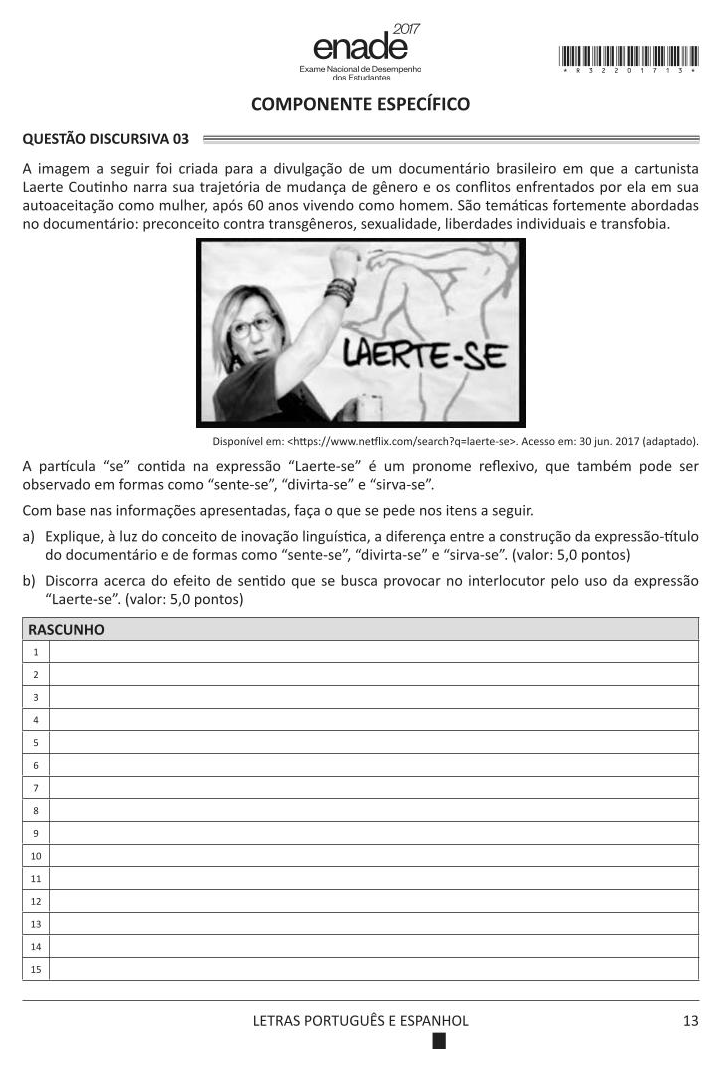 2017
enade
Exame Nacional de Desempenho
dos Estudantes
* R 3 2 2 0 1 7 1 3 *
COMPONENTE ESPECÍFICO
QUESTÃO DISCURSIVA 03
A imagem a seguir foi criada para a divulgação de um documentário brasileiro em que a cartunista
Laerte Coutinho narra sua trajetória de mudança de gênero e os conflitos enfrentados por ela em sua
autoaceitação como mulher, após 60 anos vivendo como homem. São temáticas fortemente abordadas
no documentário: preconceito contra transgêneros, sexualidade, liberdades individuais e transfobia.
LAERTE-SE
Disponível em: <https://www.netflix.com/search?q=laerte-se>. Acesso em: 30 jun. 2017 (adaptado).
A partícula “se” contida na expressão “Laerte-se” é um pronome reflexivo, que também pode ser
observado em formas como “sente-se”, “divirta-se” e “sirva-se”.
Com base nas informações apresentadas, faça o que se pede nos itens a seguir.
a) Explique, à luz do conceito de inovação linguística, a diferença entre a construção da expressão-título
do documentário e de formas como “sente-se”, “divirta-se” e “sirva-se”. (valor: 5,0 pontos)
b) Discorra acerca do efeito de sentido que se busca provocar no interlocutor pelo uso da expressão
“Laerte-se”. (valor: 5,0 pontos)
RASCUNHO
1
2
3
4
5
6
7
8
9
10
11
12
13
14
15
LETRAS PORTUGUÊS E ESPANHOL
13